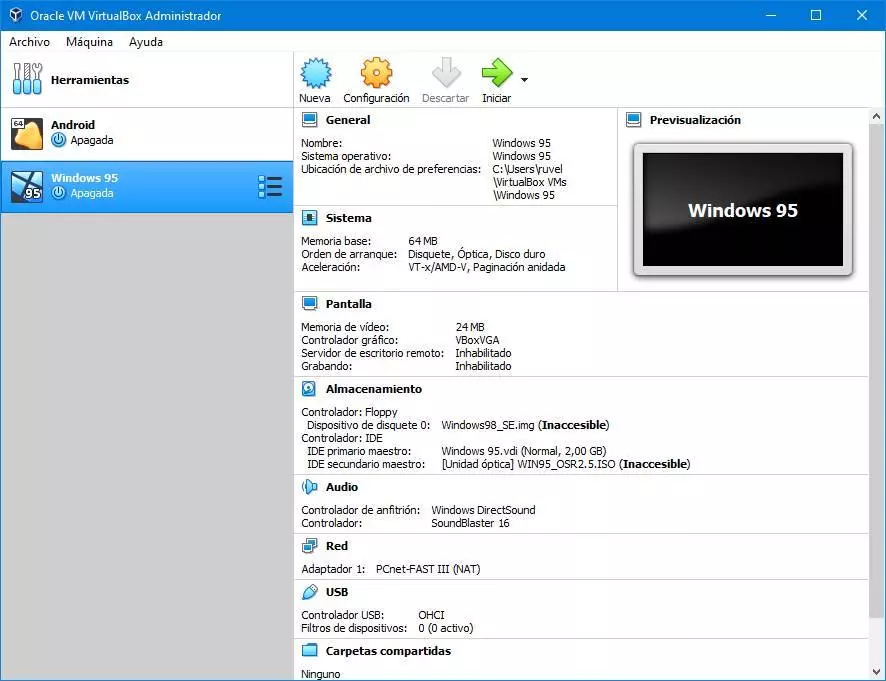 Oracle VM VirtualBox Administrador
Archivo Máquina Ayuda
Herramientas
Nueva Configuración Descartar Iniciar
64
Android
Apagada
95
Windows 95
Apagada
General
Nombre: Windows 95
Sistema operativo: Windows 95
Ubicación de archivo de preferencias: C:\Users\ruvel
\VirtualBox VMs
\Windows 95
Previsualización
Windows 95
Sistema
Memoria base: 64 MB
Orden de arranque: Disquete, Óptica, Disco duro
Aceleración: VT-x/AMD-V, Paginación anidada
Pantalla
Memoria de vídeo: 24 MB
Controlador gráfico: VBoxVGA
Servidor de escritorio remoto: Inhabilitado
Grabando: Inhabilitado
Almacenamiento
Controlador: Floppy
Dispositivo de disquete 0: Windows98_SE.img (Inaccesible)
Controlador: IDE
IDE primario maestro: Windows 95.vdi (Normal, 2,00 GB)
IDE secundario maestro: [Unidad óptica] WIN95_OSR2.5.ISO (Inaccesible)
Audio
Controlador de anfitrión: Windows DirectSound
Controlador: SoundBlaster 16
Red
Adaptador 1: PCnet-FAST III (NAT)
USB
Controlador USB: OHCI
Filtros de dispositivos: 0 (0 activo)
Carpetas compartidas
Ninguno